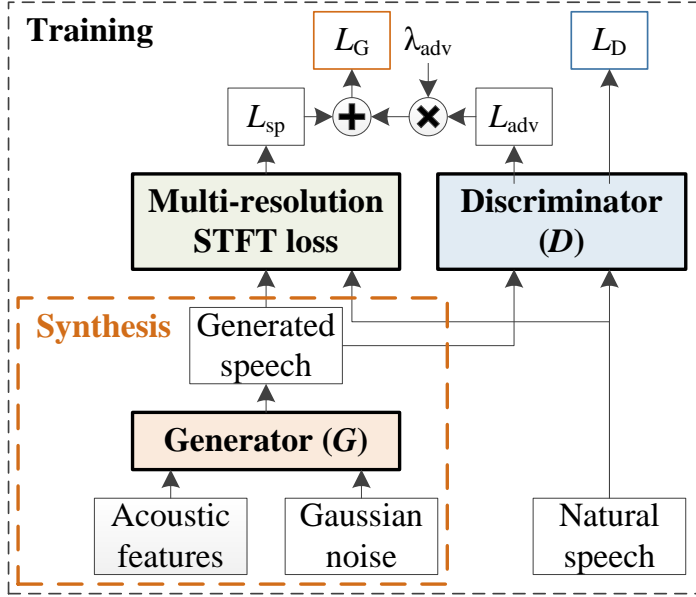 Training
L_G
λ_adv
L_D
L_sp
L_adv
Multi-resolution
STFT loss
Discriminator
(D)
Synthesis
Generated
speech
Generator (G)
Acoustic
features
Gaussian
noise
Natural
speech